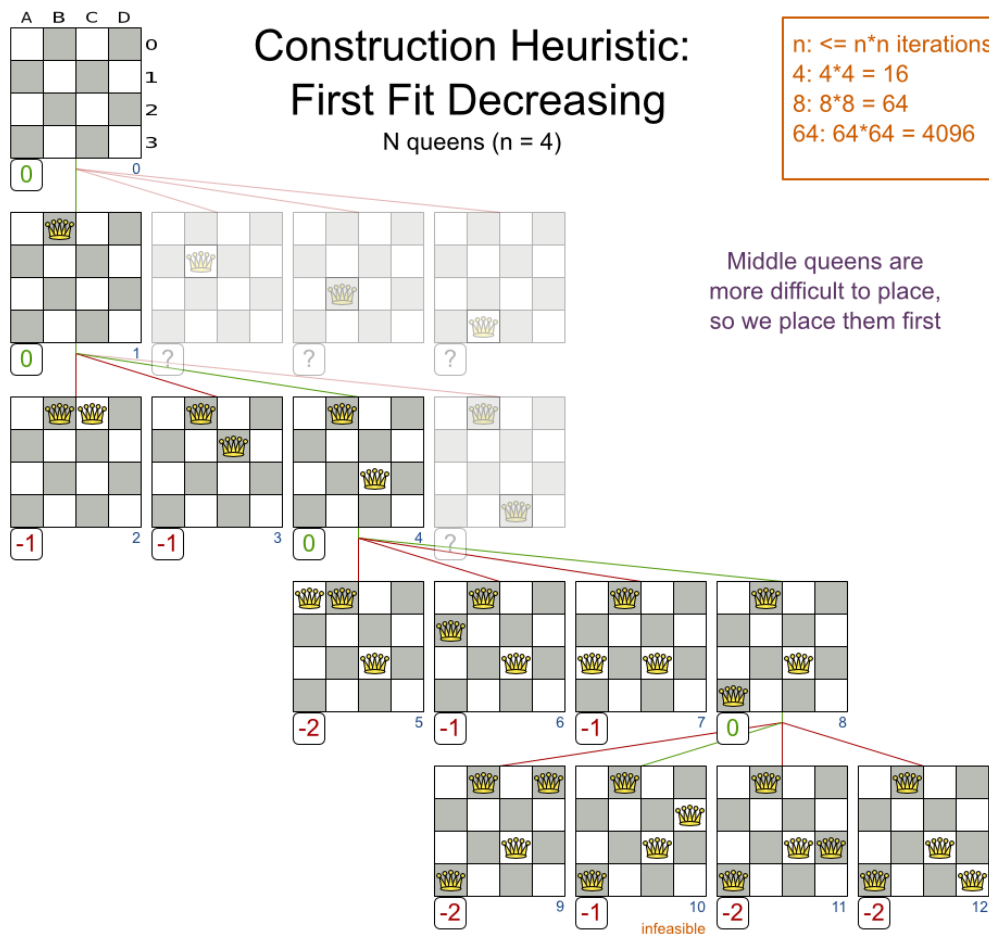 A B C D
Construction Heuristic:
First Fit Decreasing
N queens (n = 4)
n: <= n*n iterations
4: 4*4 = 16
8: 8*8 = 64
64: 64*64 = 4096
0
1
2
3
0 0
Middle queens are
more difficult to place,
so we place them first
0 1 ? ? ?
-1 2 -1 3 0 4 ?
-2 5 -1 6 -1 7 0 8
-2 9 -1 10 -2 11 -2 12
infeasible